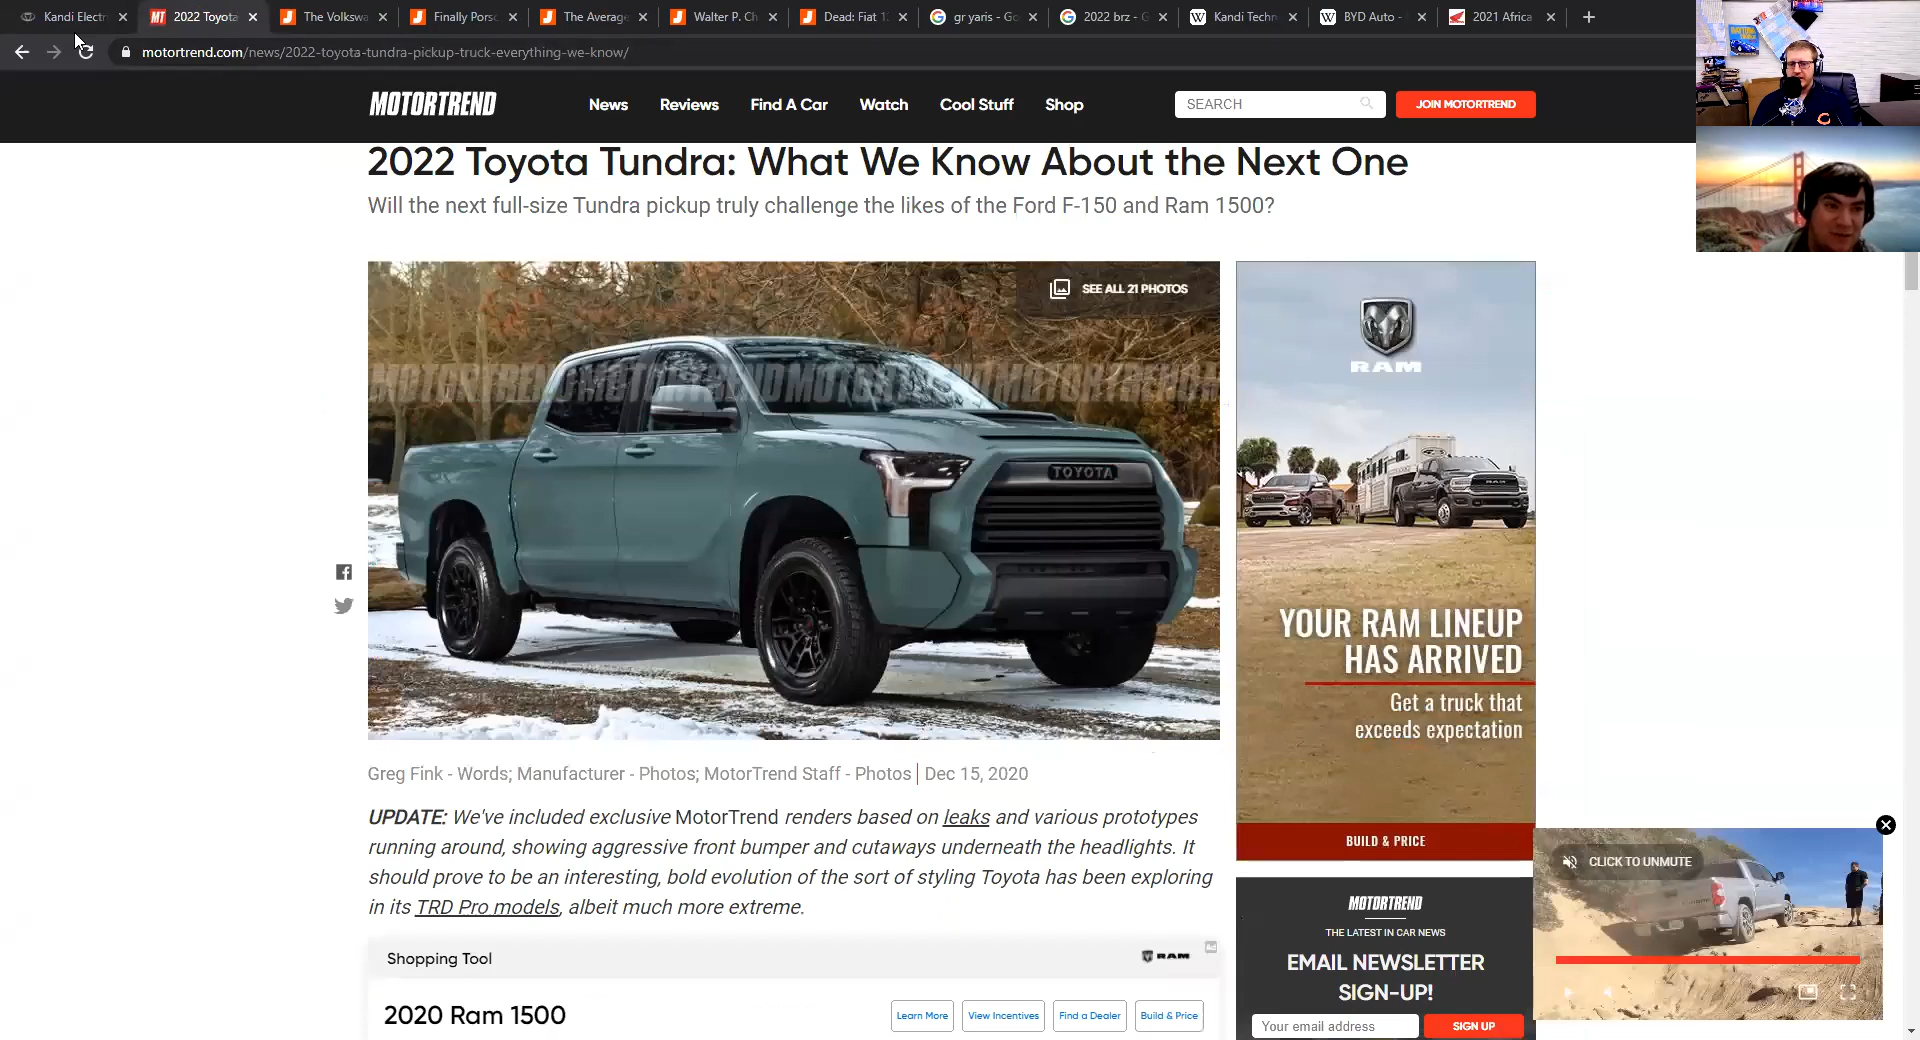 Kandi Electr
2022 Toyota
The Volkswa
Finally Pors
The Average
Walter P. Ch
Dead: Fiat 1
gr yaris - Go
2022 brz - G
Kandi Techn
BYD Auto -
2021 Africa
motortrend.com/news/2022-toyota-tundra-pickup-truck-everything-we-know/
MOTORTREND
News
Reviews
Find A Car
Watch
Cool Stuff
Shop
SEARCH
JOIN MOTORTREND
2022 Toyota Tundra: What We Know About the Next One
Will the next full-size Tundra pickup truly challenge the likes of the Ford F-150 and Ram 1500?
SEE ALL 21 PHOTOS
TOYOTA
Greg Fink - Words; Manufacturer - Photos; MotorTrend Staff - Photos | Dec 15, 2020
UPDATE: We've included exclusive MotorTrend renders based on leaks and various prototypes
running around, showing aggressive front bumper and cutaways underneath the headlights. It
should prove to be an interesting, bold evolution of the sort of styling Toyota has been exploring
in its TRD Pro models, albeit much more extreme.
Shopping Tool
RAM
Ad
2020 Ram 1500
Learn More
View Incentives
Find a Dealer
Build & Price
RAM
YOUR RAM LINEUP
HAS ARRIVED
Get a truck that
exceeds expectation
BUILD & PRICE
MOTORTREND
THE LATEST IN CAR NEWS
EMAIL NEWSLETTER
SIGN-UP!
Your email address
SIGN UP
CLICK TO UNMUTE